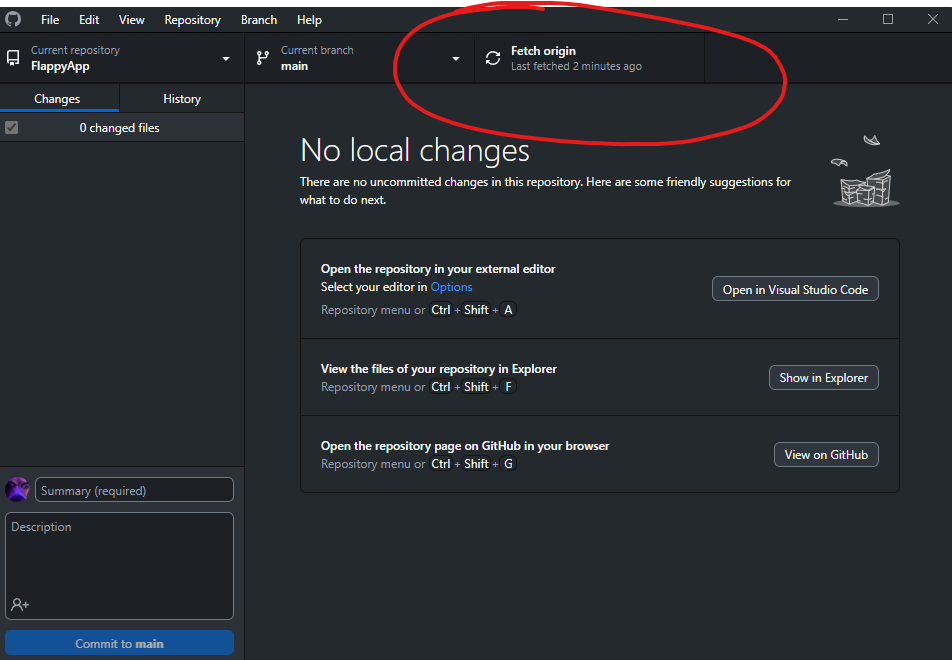 File Edit View Repository Branch Help
Current repository
FlappyApp
Current branch
main
Fetch origin
Last fetched 2 minutes ago
Changes History
0 changed files
No local changes
There are no uncommitted changes in this repository. Here are some friendly suggestions for
what to do next.
Open the repository in your external editor
Select your editor in Options
Repository menu or Ctrl + Shift + A
Open in Visual Studio Code
View the files of your repository in Explorer
Repository menu or Ctrl + Shift + F
Show in Explorer
Open the repository page on GitHub in your browser
Repository menu or Ctrl + Shift + G
View on GitHub
Summary (required)
Description
Commit to main